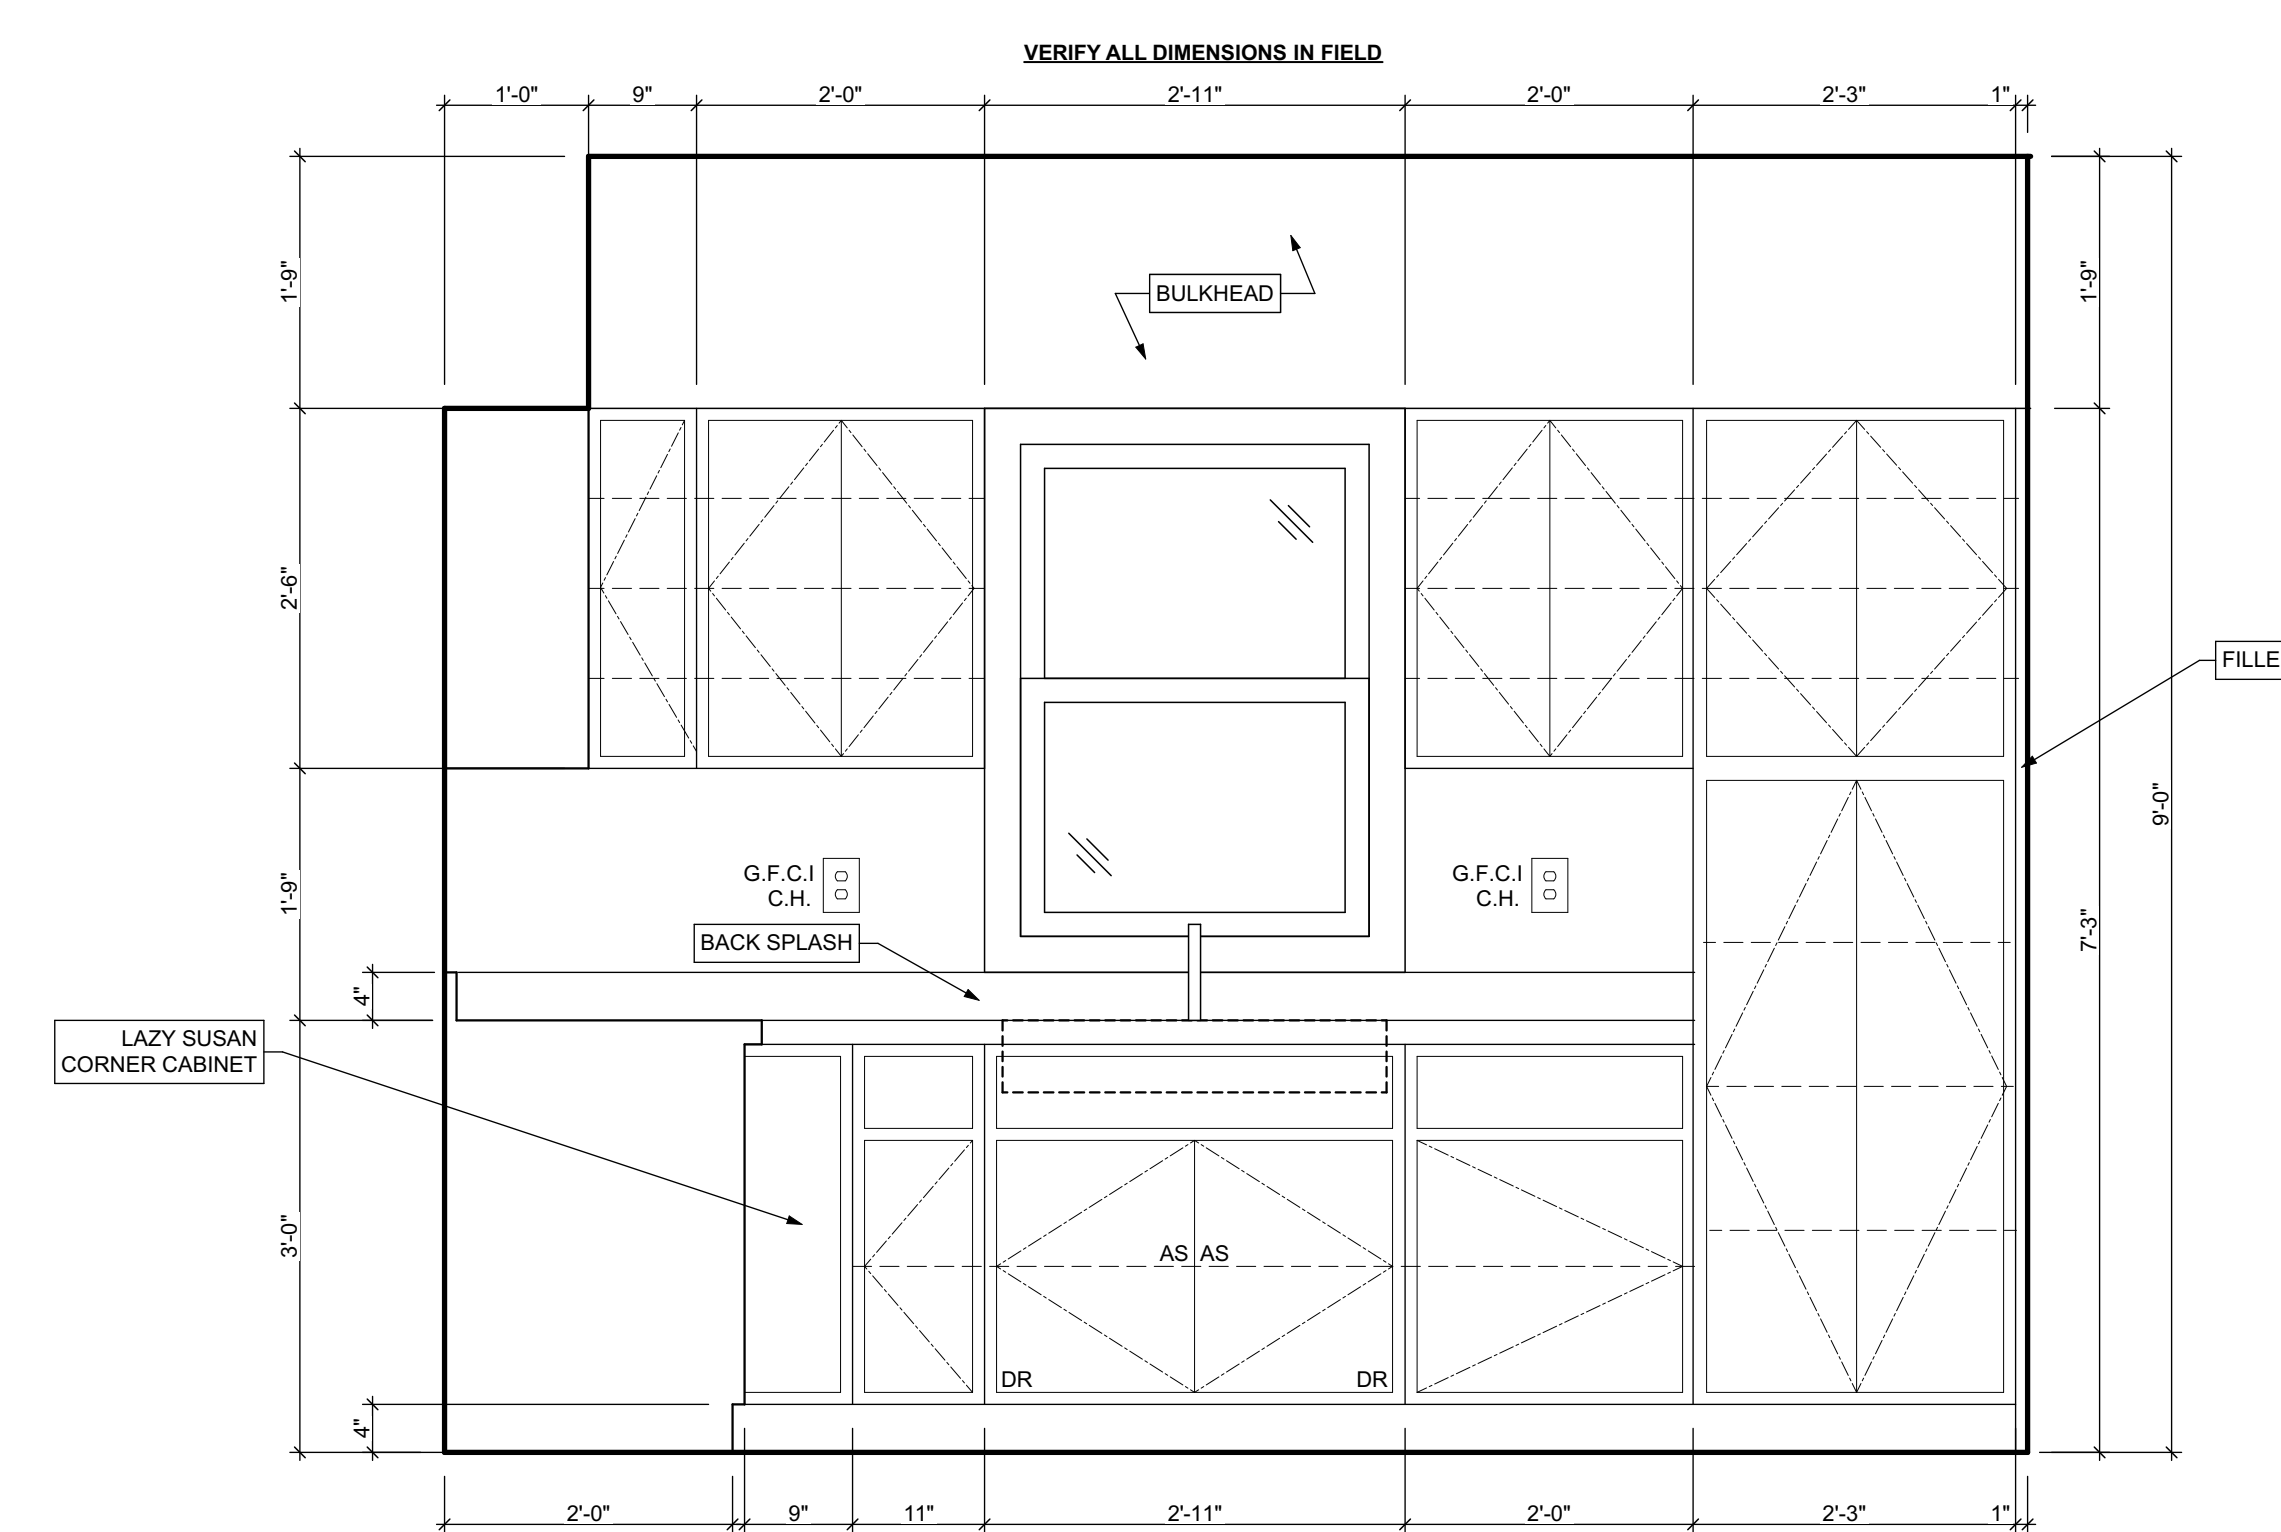 VERIFY ALL DIMENSIONS IN FIELD
1'-0"
9"
2'-0"
2'-11"
2'-0"
2'-3"
1"
1'-9"
BULKHEAD
1'-9"
2'-6"
FILLE
9'-0"
G.F.C.I
C.H.
G.F.C.I
C.H.
1'-9"
7'-3"
BACK SPLASH
4"
LAZY SUSAN
CORNER CABINET
3'-0"
AS
AS
DR
DR
4"
2'-0"
9"
11"
2'-11"
2'-0"
2'-3"
1"